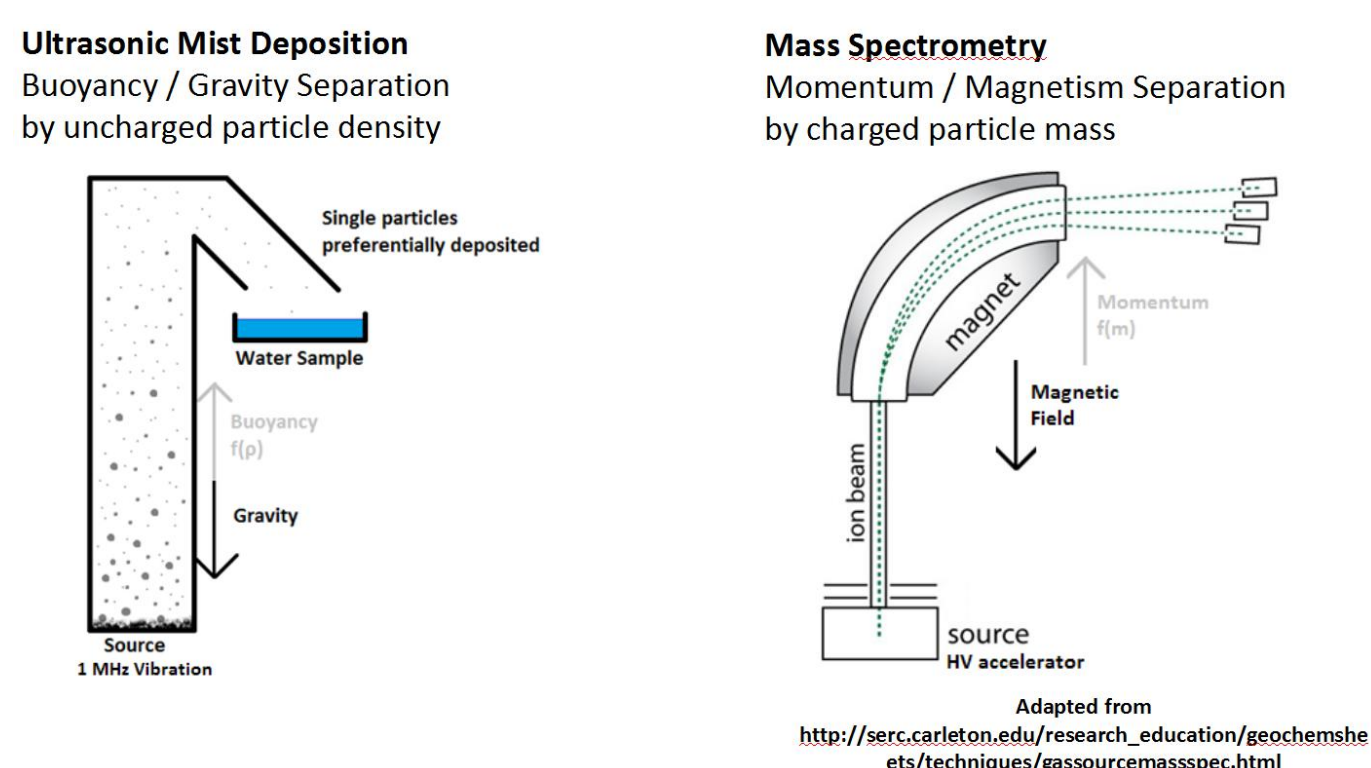 Ultrasonic Mist Deposition
Buoyancy / Gravity Separation
by uncharged particle density
Single particles
preferentially deposited
Water Sample
Buoyancy
f(ρ)
Gravity
Source
1 MHz Vibration
Mass Spectrometry
Momentum / Magnetism Separation
by charged particle mass
magnet
Momentum
f(m)
Magnetic
Field
ion beam
source
HV accelerator
Adapted from
http://serc.carleton.edu/research_education/geochemshe
ets/techniques/gassourcemassspec.html